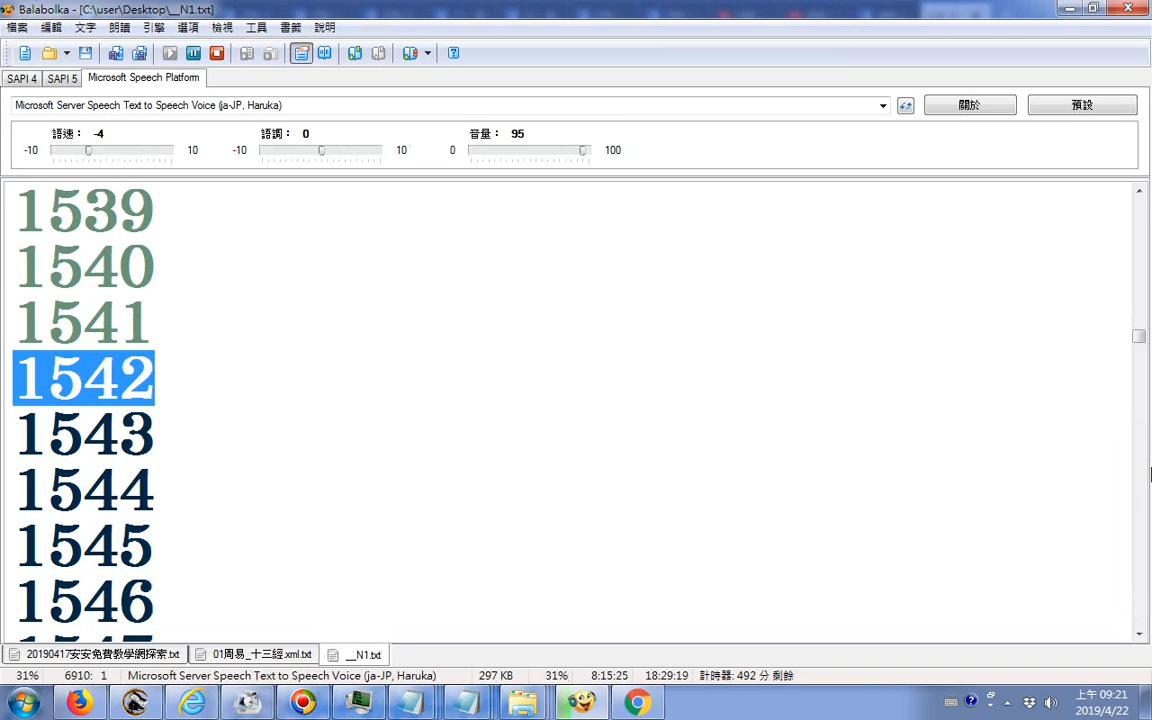 Balabolka - [C:\user\Desktop\__N1.txt]
檔案 編輯 文字 朗讀 引擎 選項 檢視 工具 書籤 說明
SAPI 4 SAPI 5 Microsoft Speech Platform
Microsoft Server Speech Text to Speech Voice (ja-JP, Haruka) 關於 預設
語速： -4 語調： 0 音量： 95
-10 10 -10 10 0 100
1539
1540
1541
1542
1543
1544
1545
1546
1547
20190417安安免費教學網探索.txt 01周易_十三經.xml.txt __N1.txt
31% 6910: 1 Microsoft Server Speech Text to Speech Voice (ja-JP, Haruka) 297 KB 31% 8:15:25 18:29:19 計時器: 492 分 剩餘
上午 09:21
2019/4/22